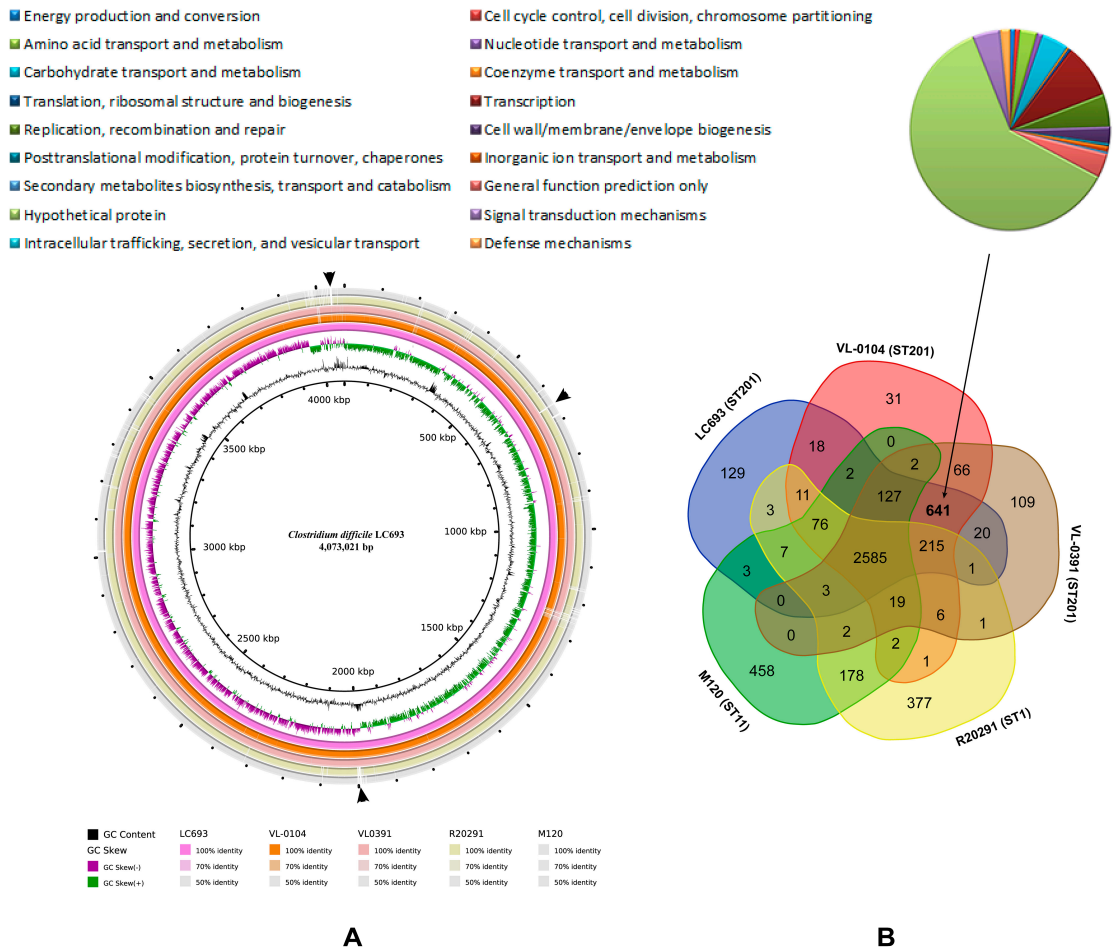 Energy production and conversion
Cell cycle control, cell division, chromosome partitioning
Amino acid transport and metabolism
Nucleotide transport and metabolism
Carbohydrate transport and metabolism
Coenzyme transport and metabolism
Translation, ribosomal structure and biogenesis
Transcription
Replication, recombination and repair
Cell wall/membrane/envelope biogenesis
Posttranslational modification, protein turnover, chaperones
Inorganic ion transport and metabolism
Secondary metabolites biosynthesis, transport and catabolism
General function prediction only
Hypothetical protein
Signal transduction mechanisms
Intracellular trafficking, secretion, and vesicular transport
Defense mechanisms
4000 kbp
500 kbp
3500 kbp
1000 kbp
Clostridium difficile LC693
4,073,021 bp
3000 kbp
1500 kbp
2500 kbp
2000 kbp
GC Content
GC Skew
GC Skew(-)
GC Skew(+)
LC693
100% identity
70% identity
50% identity
VL-0104
100% identity
70% identity
50% identity
VL0391
100% identity
70% identity
50% identity
R20291
100% identity
70% identity
50% identity
M120
100% identity
70% identity
50% identity
A
VL-0104 (ST201)
LC693 (ST201)
VL-0391 (ST201)
M120 (ST11)
R20291 (ST1)
31
0
18
2
2
66
129
109
3
11
127
641
76
20
7
2585
215
1
3
3
0
19
6
1
0
2
2
1
458
178
377
B